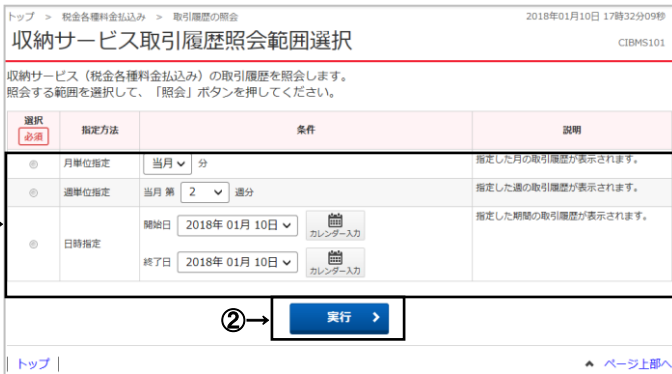 トップ > 税金各種料金払込み > 取引履歴の照会
2018年01月10日 17時32分09秒
収納サービス取引履歴照会範囲選択
CIBMS101
収納サービス（税金各種料金払込み）の取引履歴を照会します。
照会する範囲を選択して、「照会」ボタンを押してください。
選択 必須 指定方法 条件 説明
月単位指定 当月 分 指定した月の取引履歴が表示されます。
週単位指定 当月 第 2 週分 指定した週の取引履歴が表示されます。
日時指定 開始日 2018年 01月 10日 カレンダー入力 指定した期間の取引履歴が表示されます。
終了日 2018年 01月 10日 カレンダー入力
②→ 実行
トップ
ページ上部へ